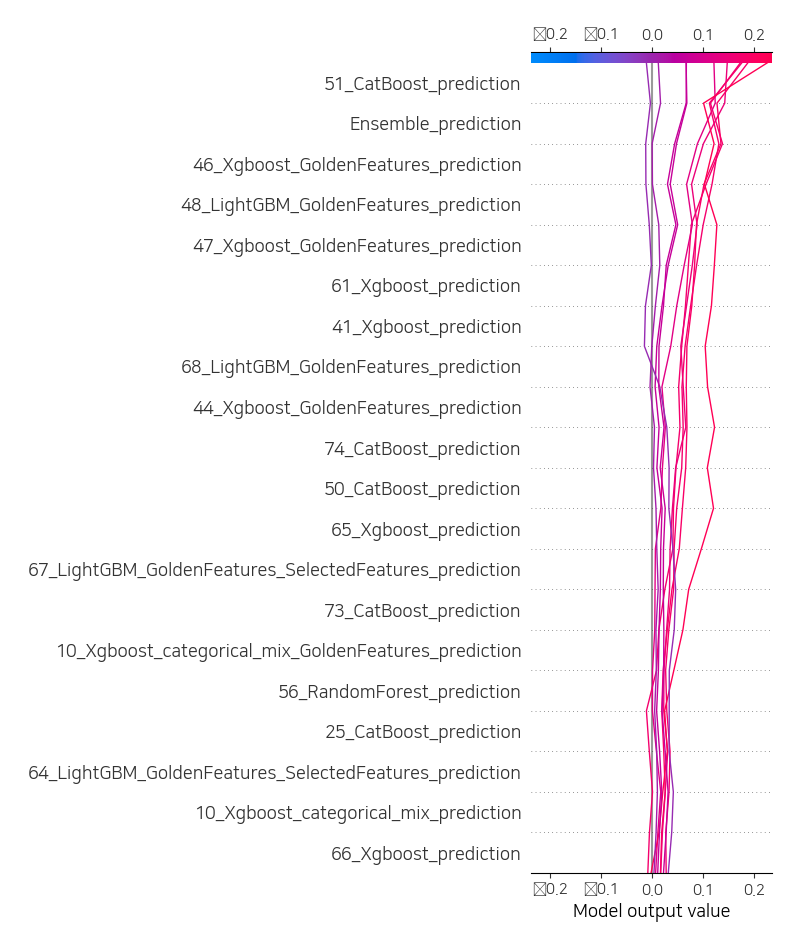 0.2 0.1 0.0 0.1 0.2
51_CatBoost_prediction
Ensemble_prediction
46_Xgboost_GoldenFeatures_prediction
48_LightGBM_GoldenFeatures_prediction
47_Xgboost_GoldenFeatures_prediction
61_Xgboost_prediction
41_Xgboost_prediction
68_LightGBM_GoldenFeatures_prediction
44_Xgboost_GoldenFeatures_prediction
74_CatBoost_prediction
50_CatBoost_prediction
65_Xgboost_prediction
67_LightGBM_GoldenFeatures_SelectedFeatures_prediction
73_CatBoost_prediction
10_Xgboost_categorical_mix_GoldenFeatures_prediction
56_RandomForest_prediction
25_CatBoost_prediction
64_LightGBM_GoldenFeatures_SelectedFeatures_prediction
10_Xgboost_categorical_mix_prediction
66_Xgboost_prediction
0.2 0.1 0.0 0.1 0.2
Model output value